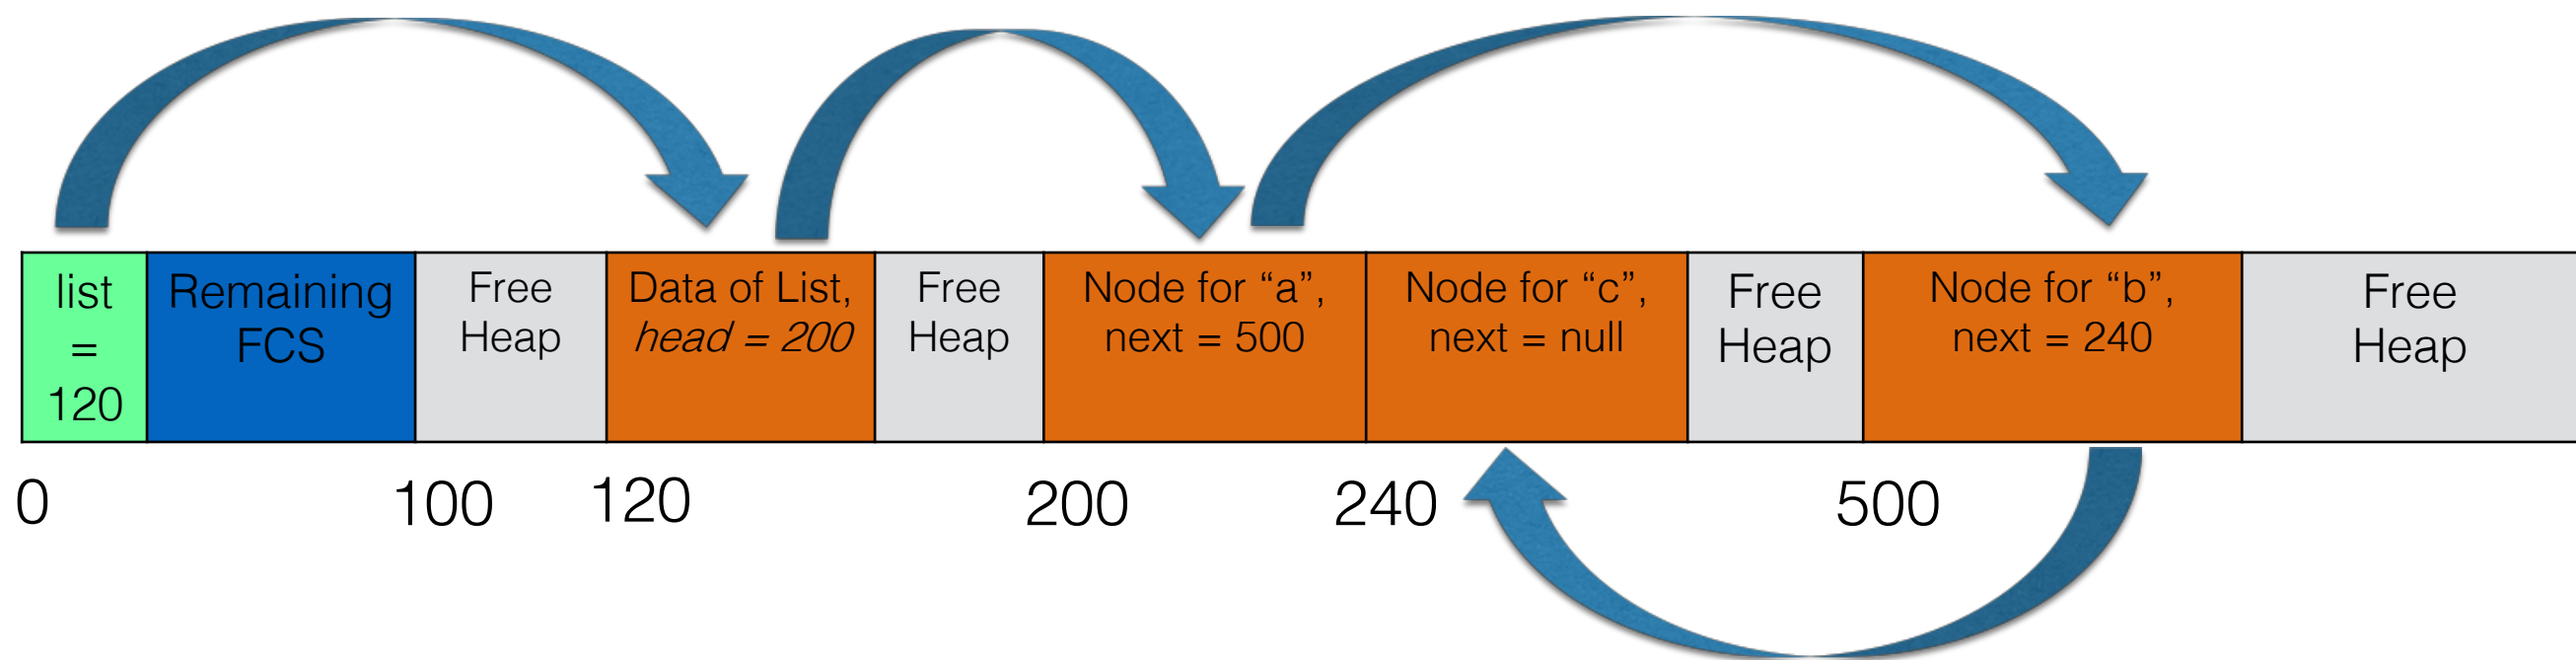 list
=
120
Remaining
FCS
Free
Heap
Data of List,
head = 200
Free
Heap
Node for “a”,
next = 500
Node for “c”,
next = null
Free
Heap
Node for “b”,
next = 240
Free
Heap
0
100
120
200
240
500